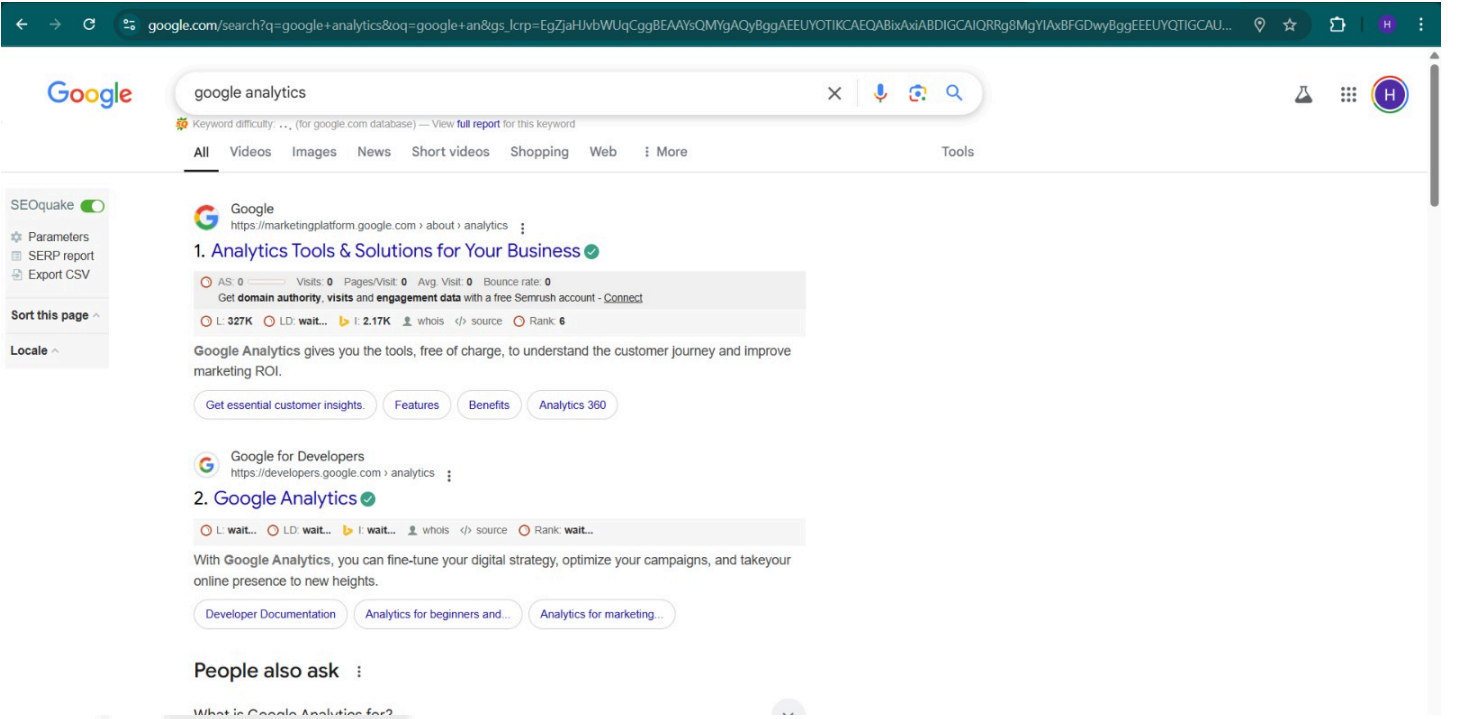 google.com/search?q=google+analytics&oq=google+an&gs_lcrp=EgZjaHJvbWUqCggBEAAYsQMYgAQyBggAEEUYOTIKCAEQABixAxiABDIGCAIQRRg8MgYIAxBFGDwyBggEEEUYQTIGCAU...
H
Google
google analytics
H
Keyword difficulty: ..., (for google.com database) — View full report for this keyword
All Videos Images News Short videos Shopping Web More Tools
SEOquake
Parameters
SERP report
Export CSV
Sort this page
Locale
Google
https://marketingplatform.google.com › about › analytics
1. Analytics Tools & Solutions for Your Business
AS: 0 Visits: 0 Pages/Visit: 0 Avg. Visit: 0 Bounce rate: 0
Get domain authority, visits and engagement data with a free Semrush account - Connect
L: 327K LD: wait... I: 2.17K whois </> source Rank: 6
Google Analytics gives you the tools, free of charge, to understand the customer journey and improve
marketing ROI.
Get essential customer insights. Features Benefits Analytics 360
Google for Developers
https://developers.google.com › analytics
2. Google Analytics
L: wait... LD: wait... I: wait... whois </> source Rank: wait...
With Google Analytics, you can fine-tune your digital strategy, optimize your campaigns, and takeyour
online presence to new heights.
Developer Documentation Analytics for beginners and... Analytics for marketing...
People also ask
What is Google Analytics for?